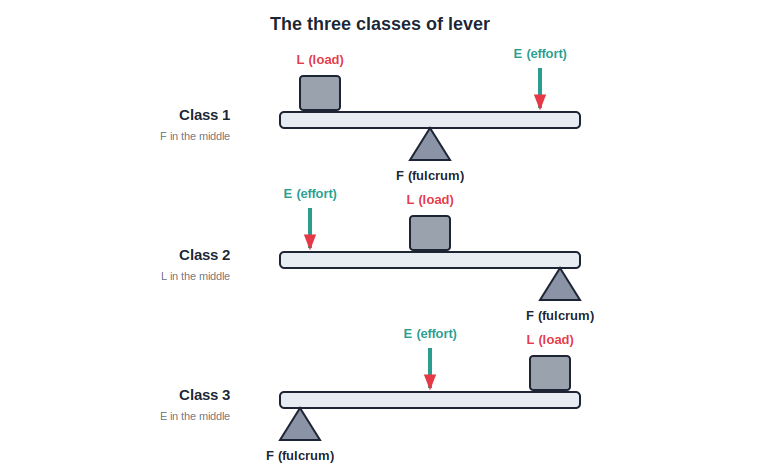 The three classes of lever
L (load)
E (effort)
Class 1
F in the middle
F (fulcrum)
E (effort)
L (load)
Class 2
L in the middle
F (fulcrum)
E (effort)
L (load)
Class 3
E in the middle
F (fulcrum)